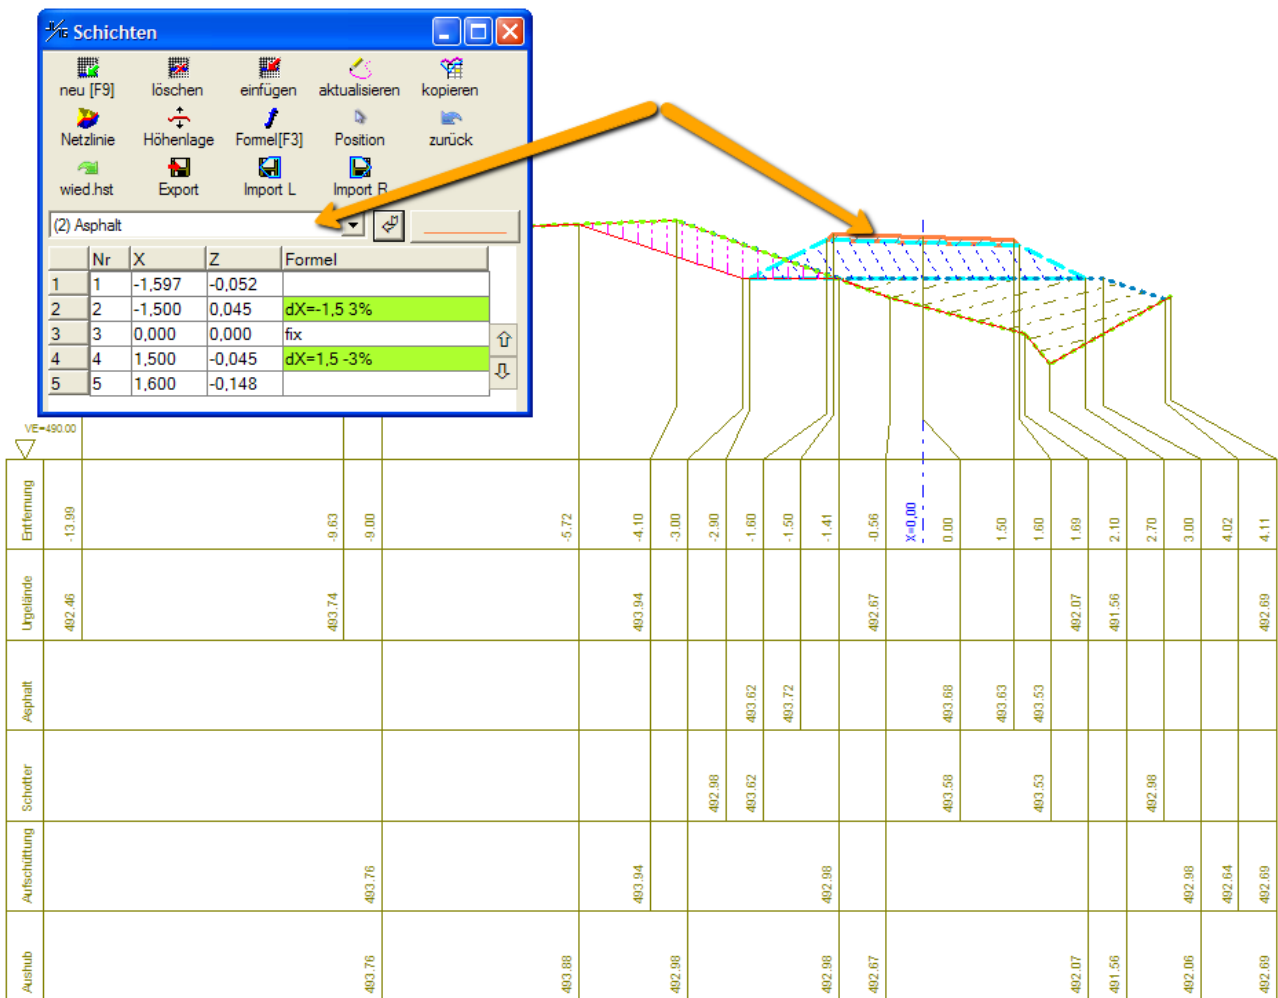 Schichten
neu [F9] löschen einfügen aktualisieren kopieren
Netzlinie Höhenlage Formel[F3] Position zurück
wied.hst Export Import L Import R
(2) Asphalt
Nr X Z Formel
1 1 -1,597 -0,052
2 2 -1,500 0,045 dX=-1,5 3%
3 3 0,000 0,000 fix
4 4 1,500 -0,045 dX=1,5 -3%
5 5 1,600 -0,148
VE=490.00
Entfernung -13.99 -9.63 -9.00 -5.72 -4.10 -3.00 -2.90 -1.60 -1.50 -1.41 -0.56 X=0,00 0.00 1.50 1.60 1.69 2.10 2.70 3.00 4.02 4.11
Urgelände 492.46 493.74 493.94 492.67 492.07 491.56 492.69
Asphalt 493.62 493.72 493.68 493.63 493.53
Schotter 492.98 493.62 493.58 493.53 492.98
Aufschüttung 493.76 493.94 492.98 492.98 492.64 492.69
Aushub 493.76 493.88 492.98 492.98 492.67 492.07 491.56 492.06 492.69